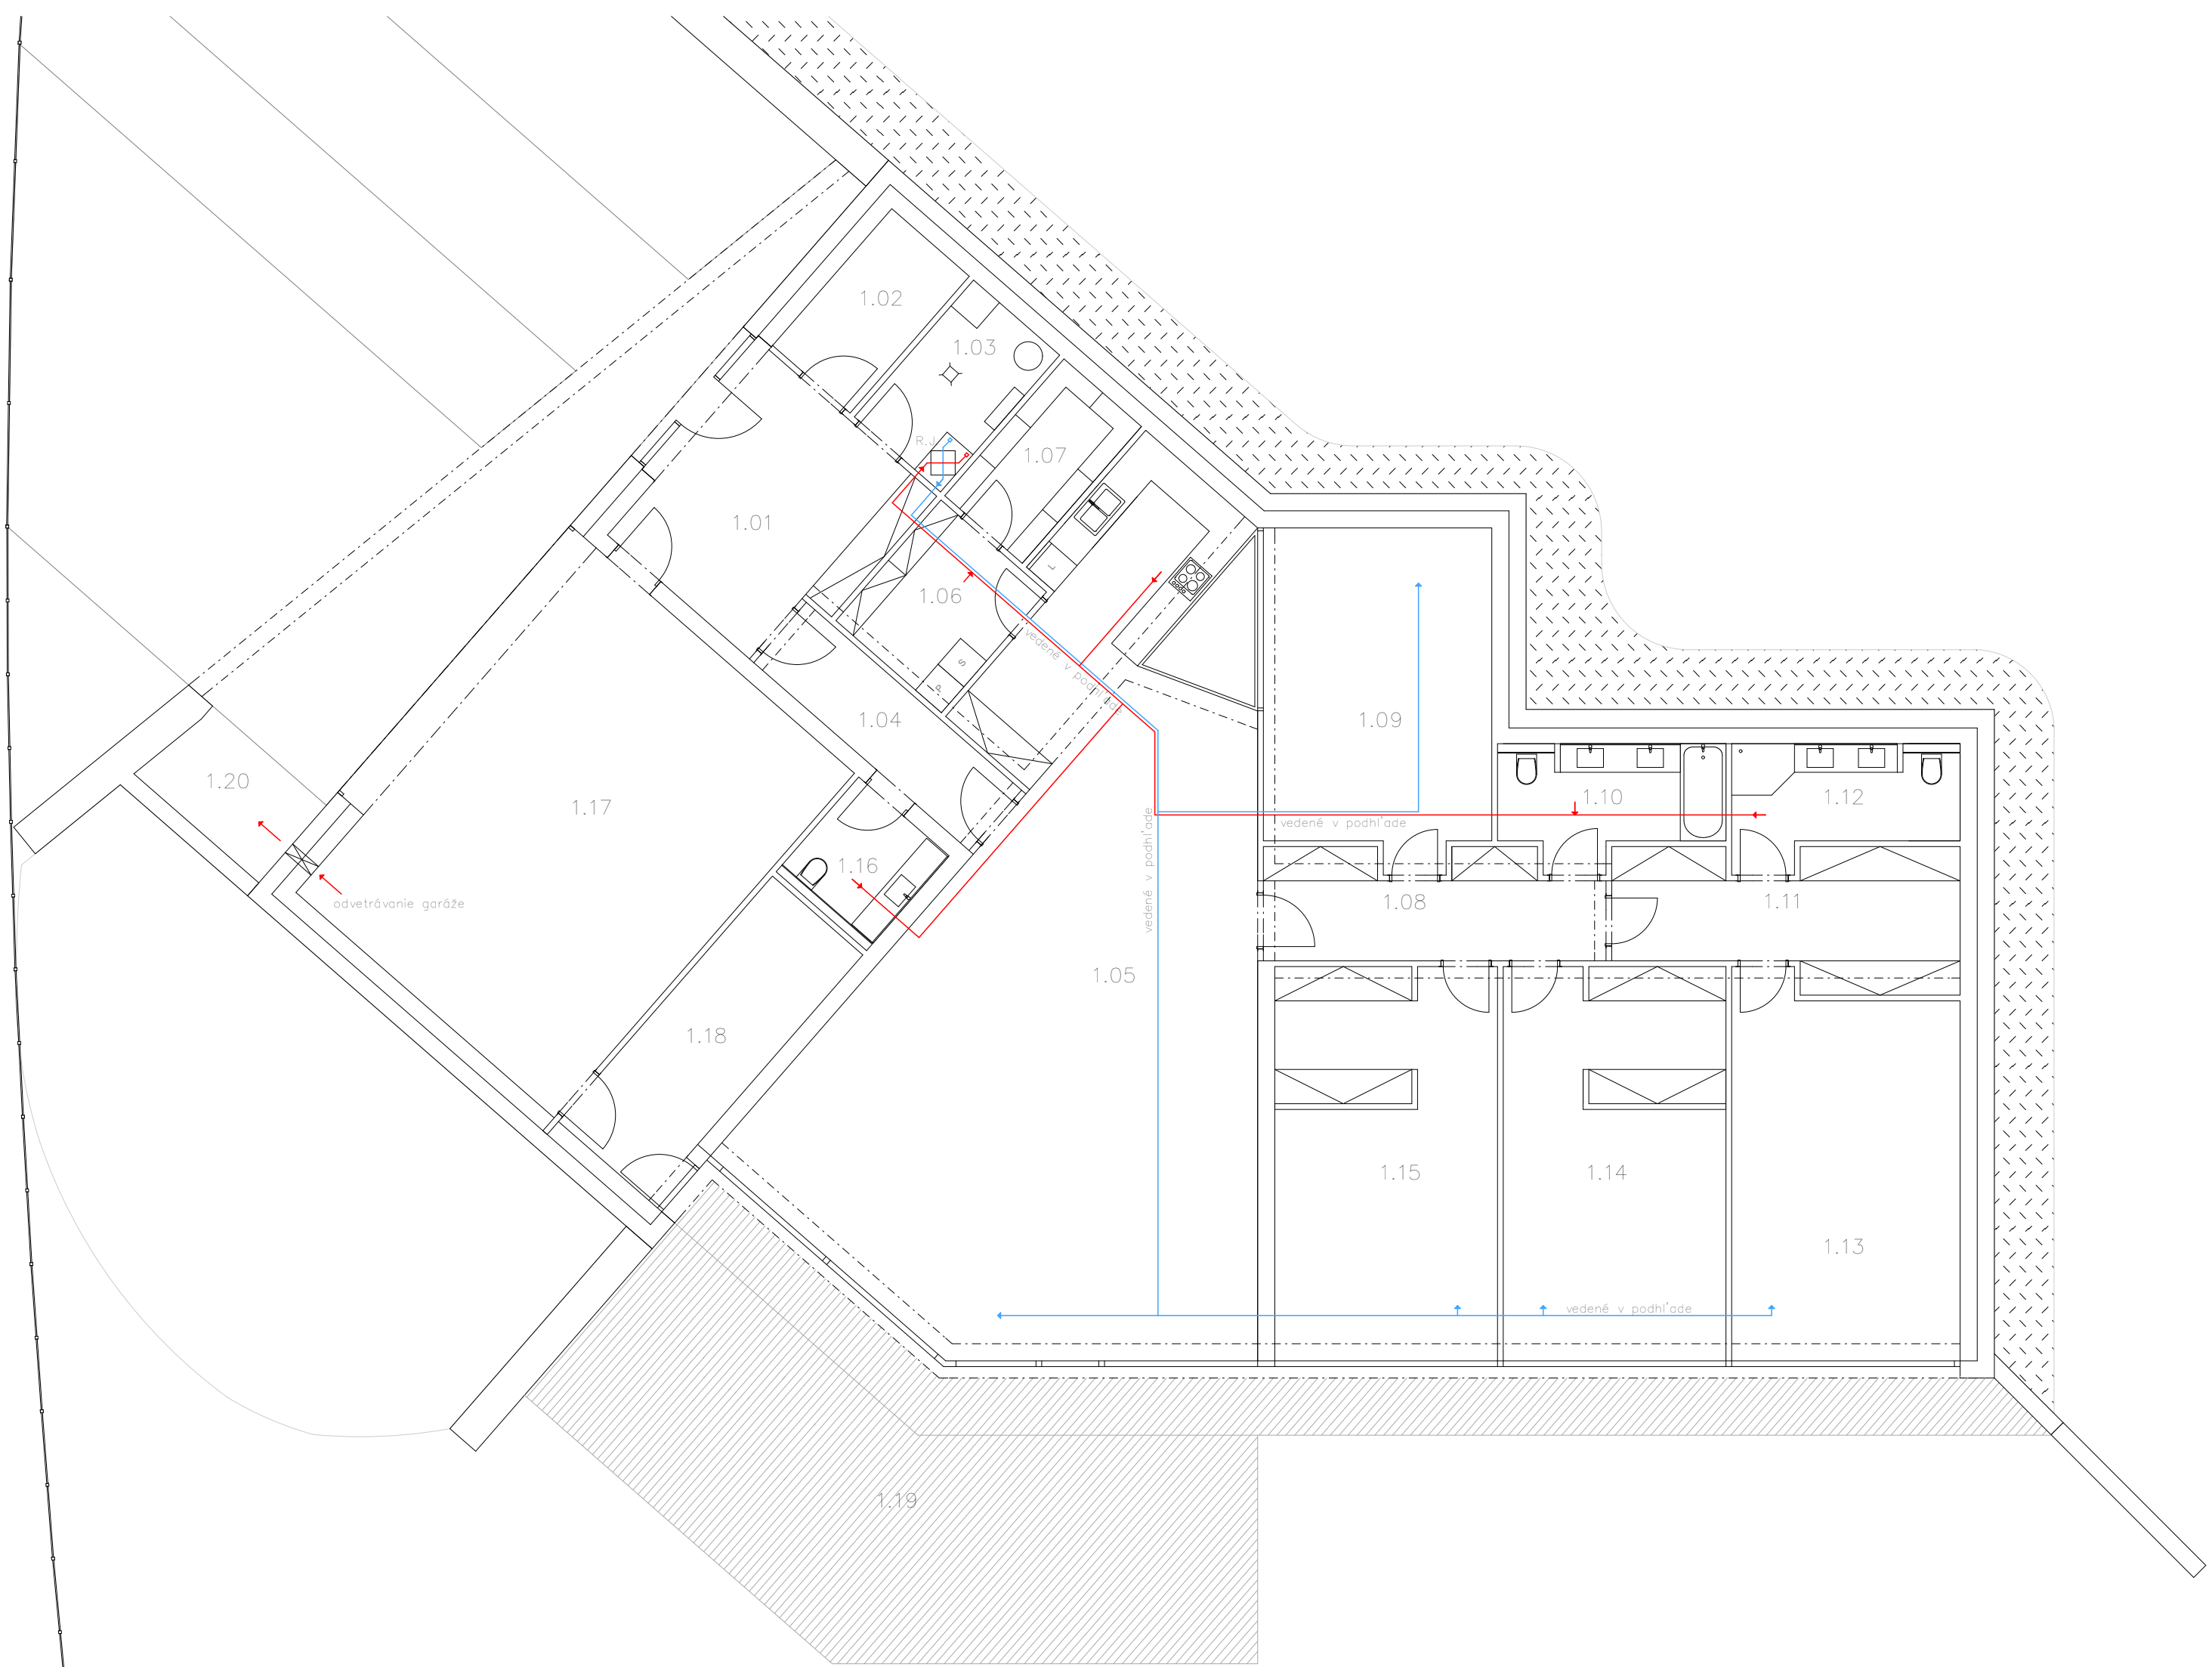 1.02
1.03
R.J.
1.07
1.01
1.06
L
S
P
vedené v podhľade
1.04
1.09
1.20
1.17
1.10
1.12
vedené v podhľade
1.16
odvetrávanie garáže
vedené v podhľade
1.08
1.11
1.05
1.18
1.15
1.14
1.13
vedené v podhľade
1.19